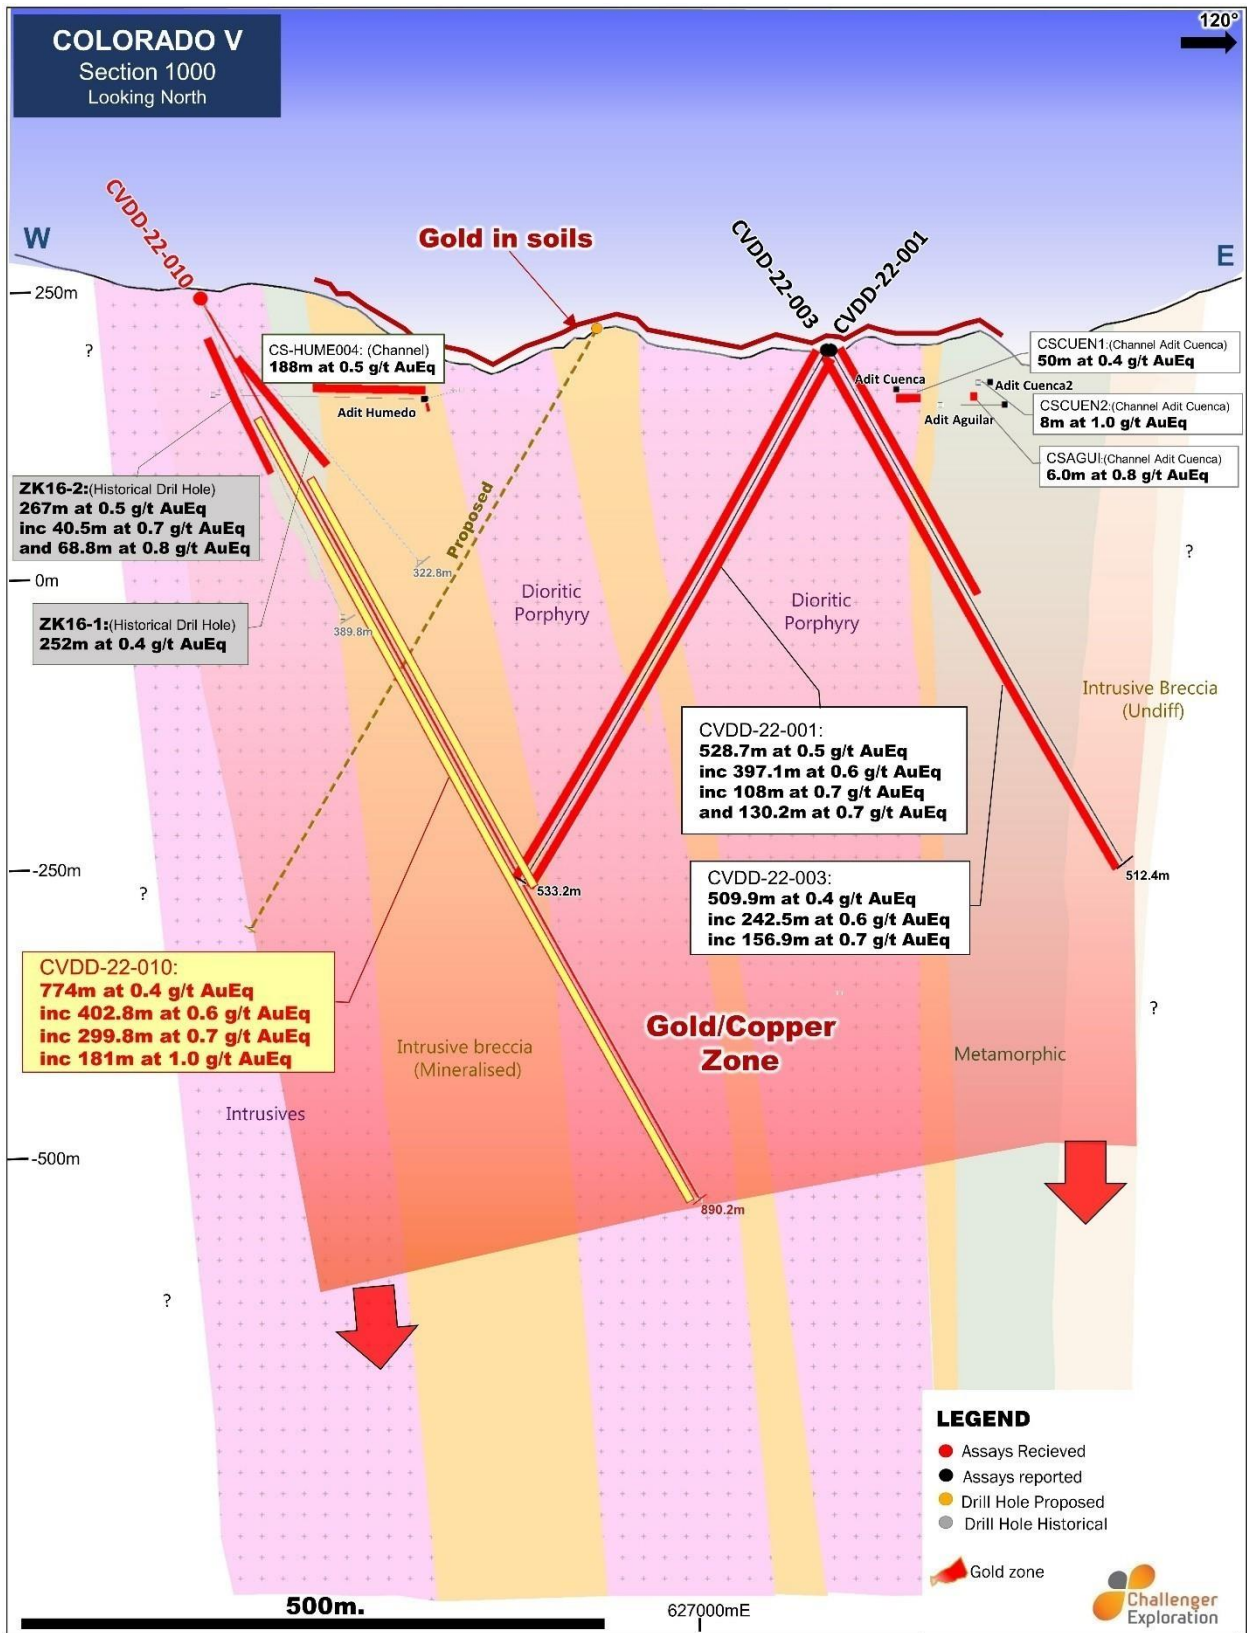 COLORADO V
Section 1000
Looking North
120°
CVDD-22-010
CVDD-22-003
CVDD-22-001
Gold in soils
W
E
250m
?
CS-HUME004: (Channel)
188m at 0.5 g/t AuEq
Adit Humedo
CSCUEN1:(Channel Adit Cuenca)
50m at 0.4 g/t AuEq
Adit Cuenca
Adit Cuenca2
Adit Aguilar
CSCUEN2:(Channel Adit Cuenca)
8m at 1.0 g/t AuEq
CSAGUI:(Channel Adit Cuenca)
6.0m at 0.8 g/t AuEq
ZK16-2:(Historical Dril Hole)
267m at 0.5 g/t AuEq
inc 40.5m at 0.7 g/t AuEq
and 68.8m at 0.8 g/t AuEq
Proposed
?
322.8m
0m
Dioritic
Porphyry
Dioritic
Porphyry
ZK16-1:(Historical Dril Hole)
252m at 0.4 g/t AuEq
389.8m
Intrusive Breccia
(Undiff)
CVDD-22-001:
528.7m at 0.5 g/t AuEq
inc 397.1m at 0.6 g/t AuEq
inc 108m at 0.7 g/t AuEq
and 130.2m at 0.7 g/t AuEq
-250m
?
533.2m
512.4m
CVDD-22-003:
509.9m at 0.4 g/t AuEq
inc 242.5m at 0.6 g/t AuEq
inc 156.9m at 0.7 g/t AuEq
CVDD-22-010:
774m at 0.4 g/t AuEq
inc 402.8m at 0.6 g/t AuEq
inc 299.8m at 0.7 g/t AuEq
inc 181m at 1.0 g/t AuEq
?
Gold/Copper
Zone
Intrusive breccia
(Mineralised)
Metamorphic
Intrusives
-500m
890.2m
?
LEGEND
Assays Recieved
Assays reported
Drill Hole Proposed
Drill Hole Historical
Gold zone
500m.
627000mE
Challenger
Exploration